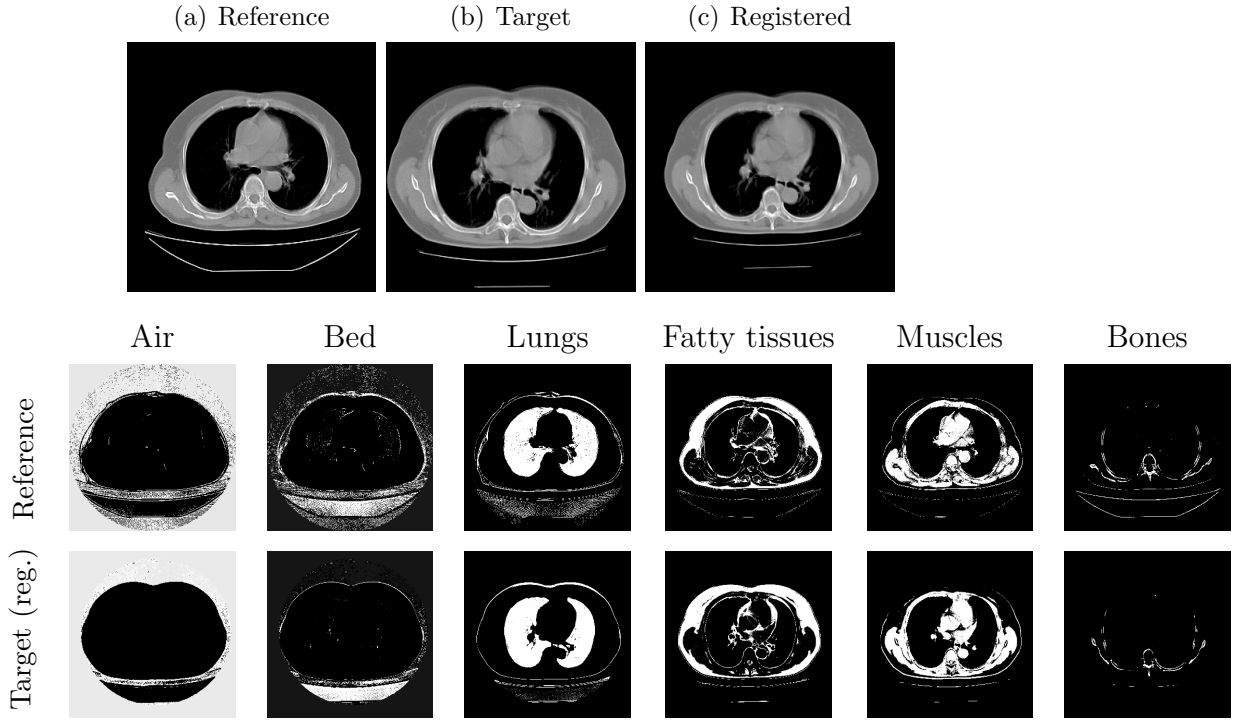 (a) Reference
(b) Target
(c) Registered
Air
Bed
Lungs
Fatty tissues
Muscles
Bones
Reference
Target (reg.)